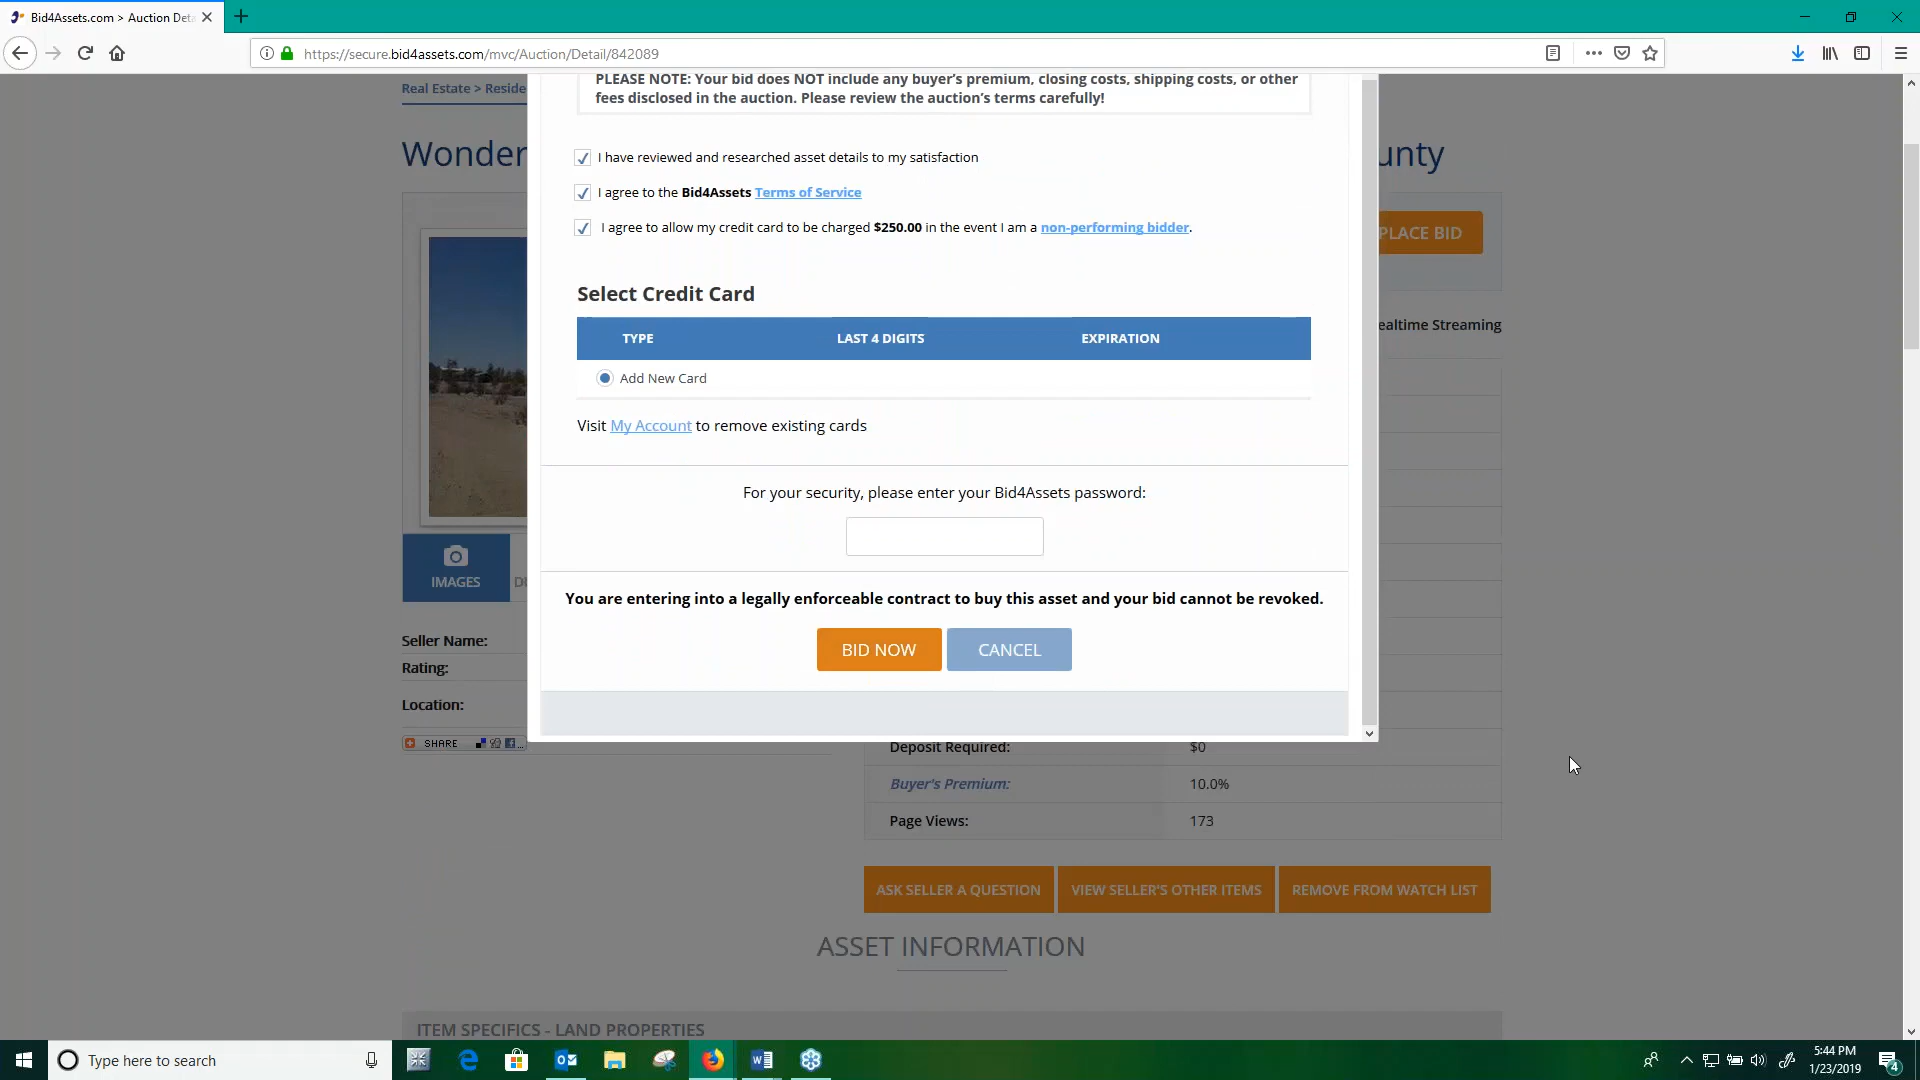 Bid4Assets.com > Auction Deta
https://secure.bid4assets.com/mvc/Auction/Detail/842089
Real Estate > Reside
PLEASE NOTE: Your bid does NOT include any buyer's premium, closing costs, shipping costs, or other
fees disclosed in the auction. Please review the auction's terms carefully!
Wonder
unty
I have reviewed and researched asset details to my satisfaction
I agree to the Bid4Assets Terms of Service
I agree to allow my credit card to be charged $250.00 in the event I am a non-performing bidder.
PLACE BID
Select Credit Card
ealtime Streaming
TYPE LAST 4 DIGITS EXPIRATION
Add New Card
Visit My Account to remove existing cards
For your security, please enter your Bid4Assets password:
IMAGES
You are entering into a legally enforceable contract to buy this asset and your bid cannot be revoked.
BID NOW CANCEL
Seller Name:
Rating:
Location:
SHARE
Deposit Required: $0
Buyer's Premium: 10.0%
Page Views: 173
ASK SELLER A QUESTION VIEW SELLER'S OTHER ITEMS REMOVE FROM WATCH LIST
ASSET INFORMATION
ITEM SPECIFICS - LAND PROPERTIES
Type here to search
5:44 PM
1/23/2019
4